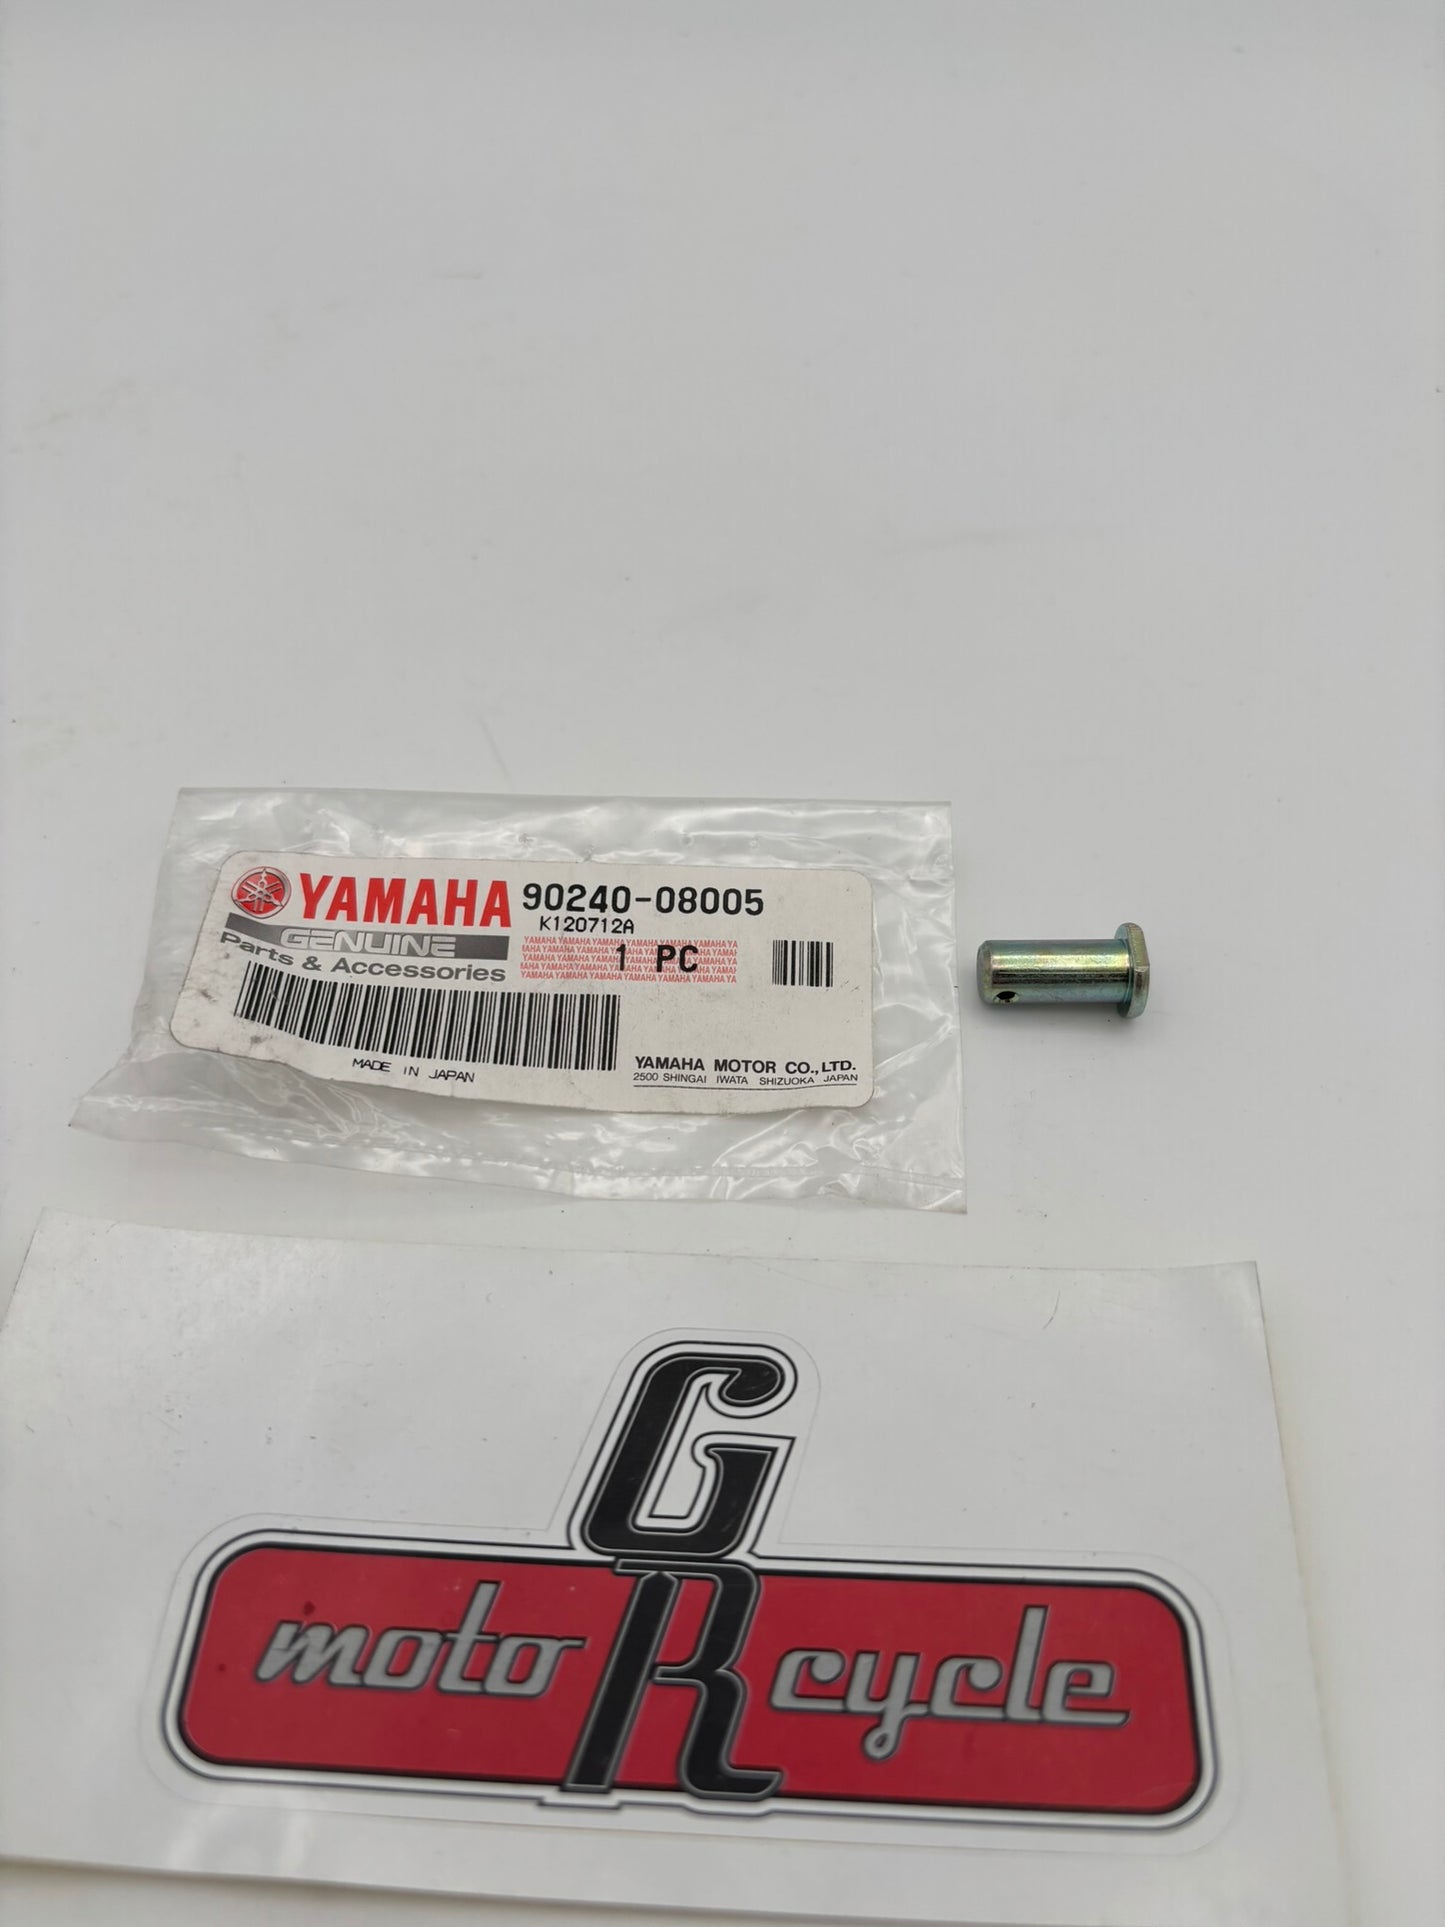 YAMAHA 90240-08005
GENUINE K120712A
Parts & Accessories 1 PC
MADE IN JAPAN
YAMAHA MOTOR CO.,LTD.
2500 SHINGAI IWATA SHIZUOKA JAPAN
G
moto R cycle